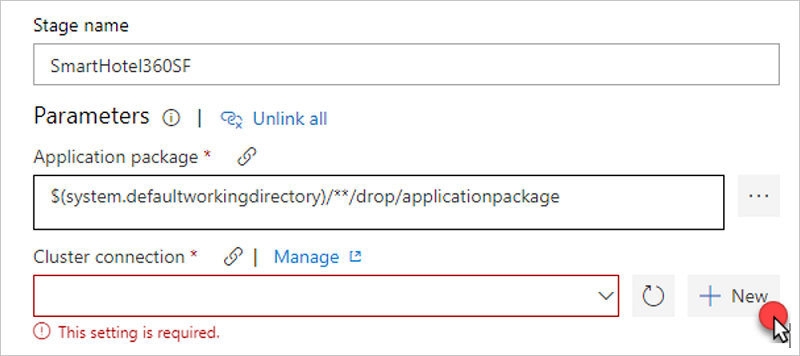 Stage name
SmartHotel360SF
Parameters | Unlink all
Application package *
$(system.defaultworkingdirectory)/**/drop/applicationpackage
...
Cluster connection * | Manage
+ New
This setting is required.